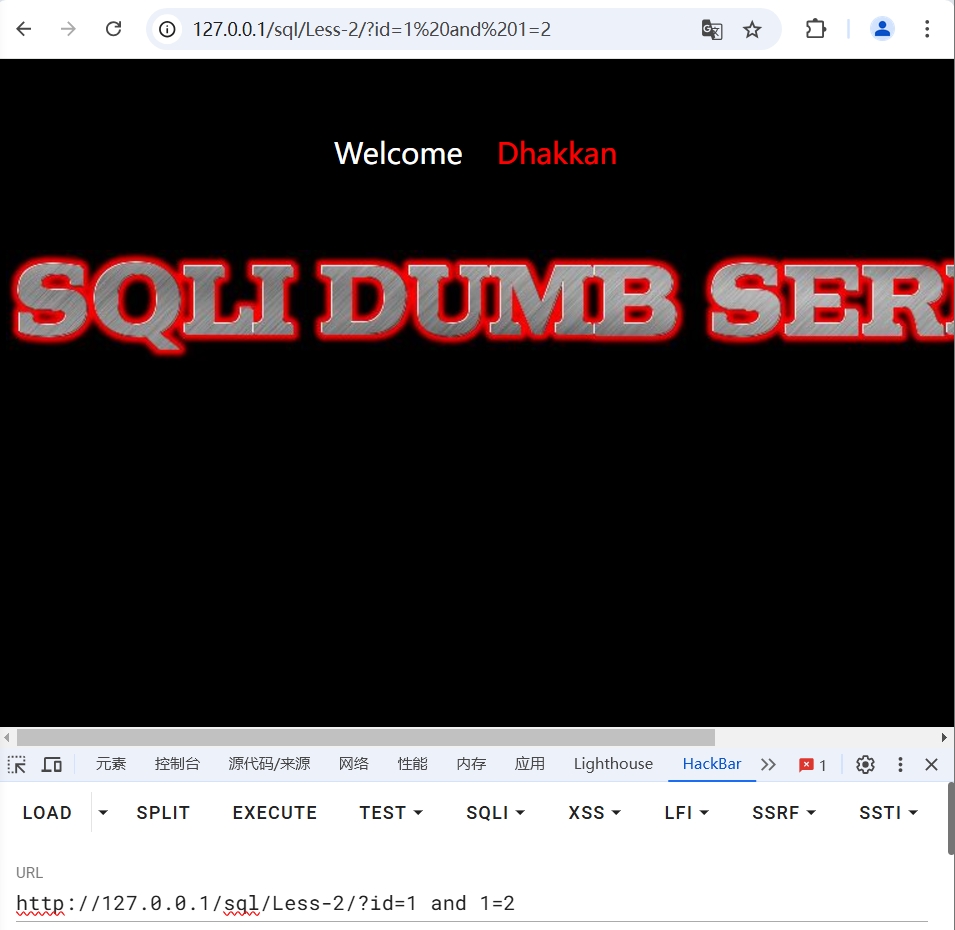 127.0.0.1/sql/Less-2/?id=1%20and%201=2
Welcome Dhakkan
SQLI DUMB SERI
元素 控制台 源代码/来源 网络 性能 内存 应用 Lighthouse HackBar 1
LOAD SPLIT EXECUTE TEST SQLI XSS LFI SSRF SSTI
URL
http://127.0.0.1/sql/Less-2/?id=1 and 1=2